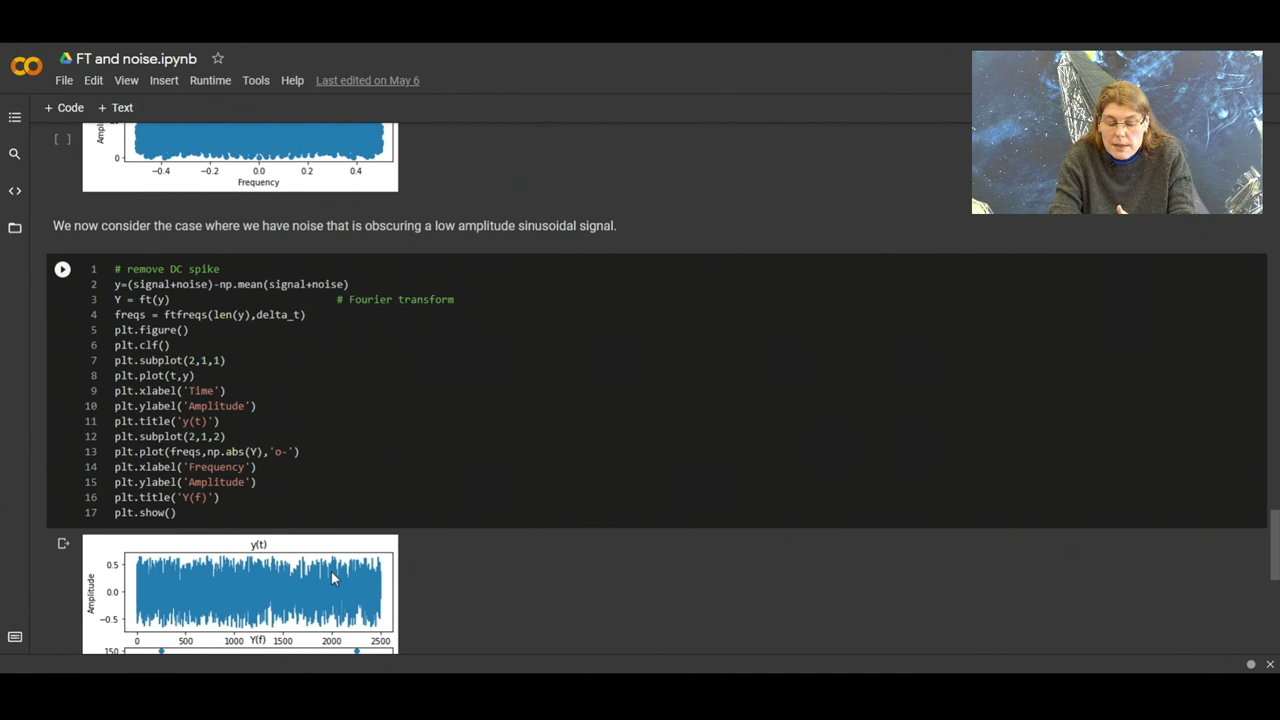 FT and noise.ipynb
File Edit View Insert Runtime Tools Help Last edited on May 6
+ Code + Text
[ ]
0
−0.4 −0.2 0.0 0.2 0.4
Frequency
We now consider the case where we have noise that is obscuring a low amplitude sinusoidal signal.
1 # remove DC spike
2 y=(signal+noise)-np.mean(signal+noise)
3 Y = ft(y) # Fourier transform
4 freqs = ftfreqs(len(y),delta_t)
5 plt.figure()
6 plt.clf()
7 plt.subplot(2,1,1)
8 plt.plot(t,y)
9 plt.xlabel('Time')
10 plt.ylabel('Amplitude')
11 plt.title('y(t)')
12 plt.subplot(2,1,2)
13 plt.plot(freqs,np.abs(Y),'o-')
14 plt.xlabel('Frequency')
15 plt.ylabel('Amplitude')
16 plt.title('Y(f)')
17 plt.show()
y(t)
Amplitude
0.5
0.0
−0.5
0 500 1000 1500 2000 2500
Y(f)
150